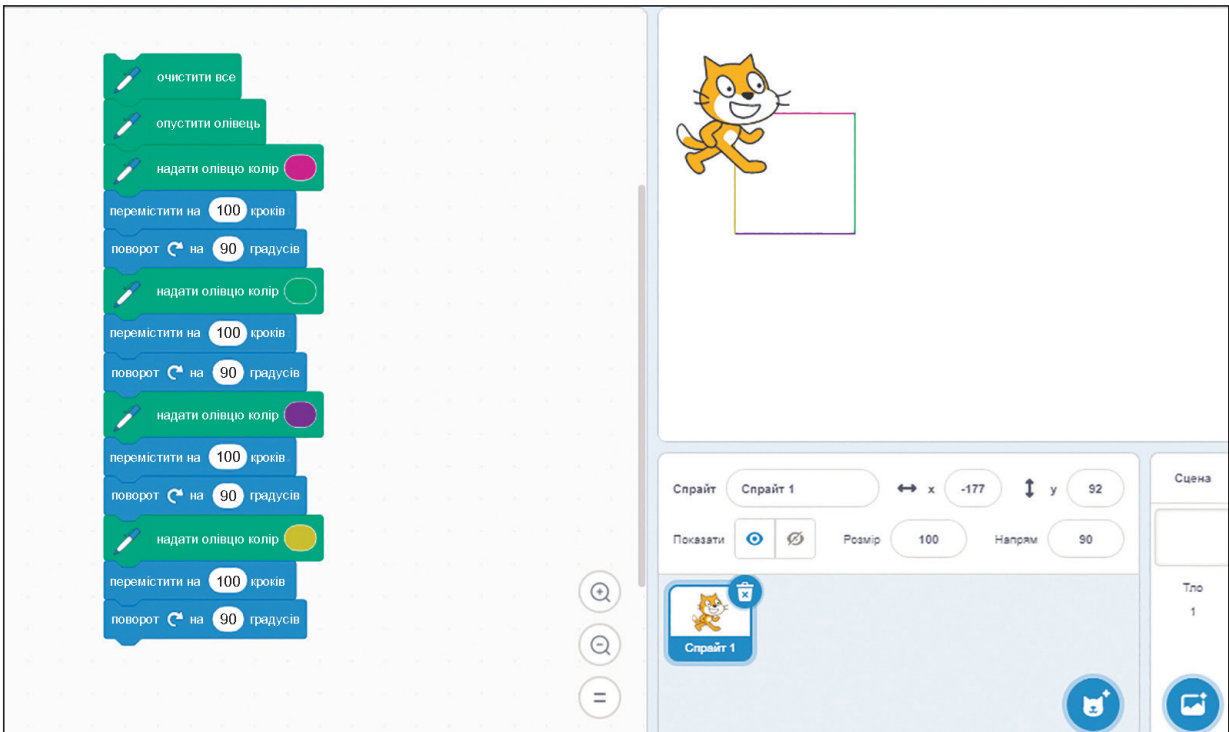 очистити все
опустити олівець
надати олівцю колір
перемістити на 100 кроків
поворот на 90 градусів
надати олівцю колір
перемістити на 100 кроків
поворот на 90 градусів
надати олівцю колір
перемістити на 100 кроків
поворот на 90 градусів
надати олівцю колір
перемістити на 100 кроків
поворот на 90 градусів
Спрайт Спрайт 1 x -177 y 92
Показати Розмір 100 Напрям 90
Спрайт 1
Сцена
Тло
1